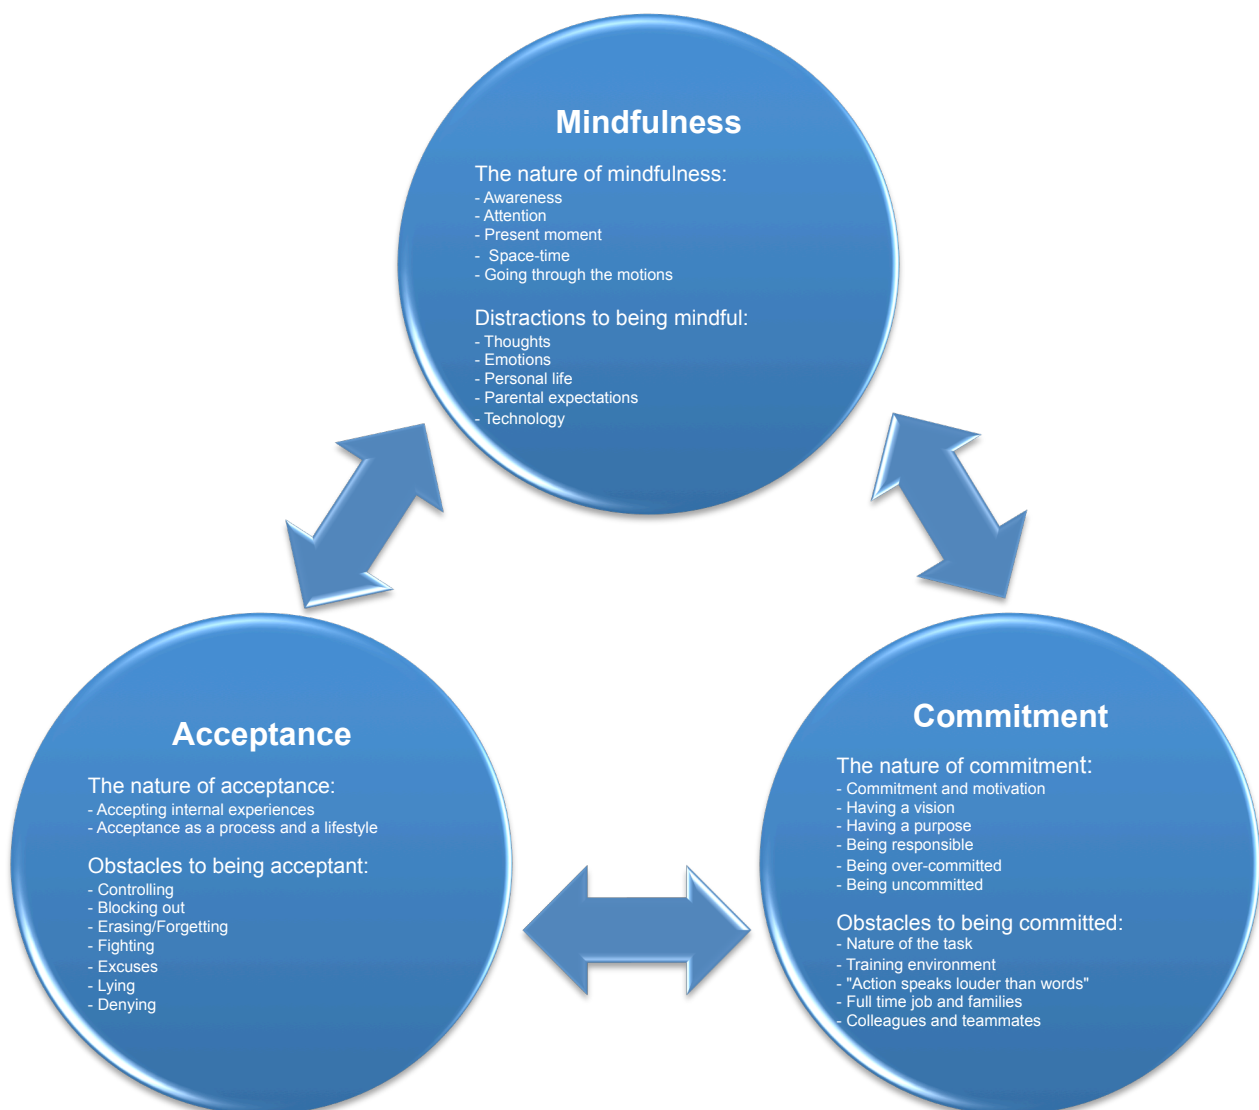 Mindfulness
The nature of mindfulness:
- Awareness
- Attention
- Present moment
- Space-time
- Going through the motions
Distractions to being mindful:
- Thoughts
- Emotions
- Personal life
- Parental expectations
- Technology
Acceptance
The nature of acceptance:
- Accepting internal experiences
- Acceptance as a process and a lifestyle
Obstacles to being acceptant:
- Controlling
- Blocking out
- Erasing/Forgetting
- Fighting
- Excuses
- Lying
- Denying
Commitment
The nature of commitment:
- Commitment and motivation
- Having a vision
- Having a purpose
- Being responsible
- Being over-committed
- Being uncommitted
Obstacles to being committed:
- Nature of the task
- Training environment
- "Action speaks louder than words"
- Full time job and families
- Colleagues and teammates